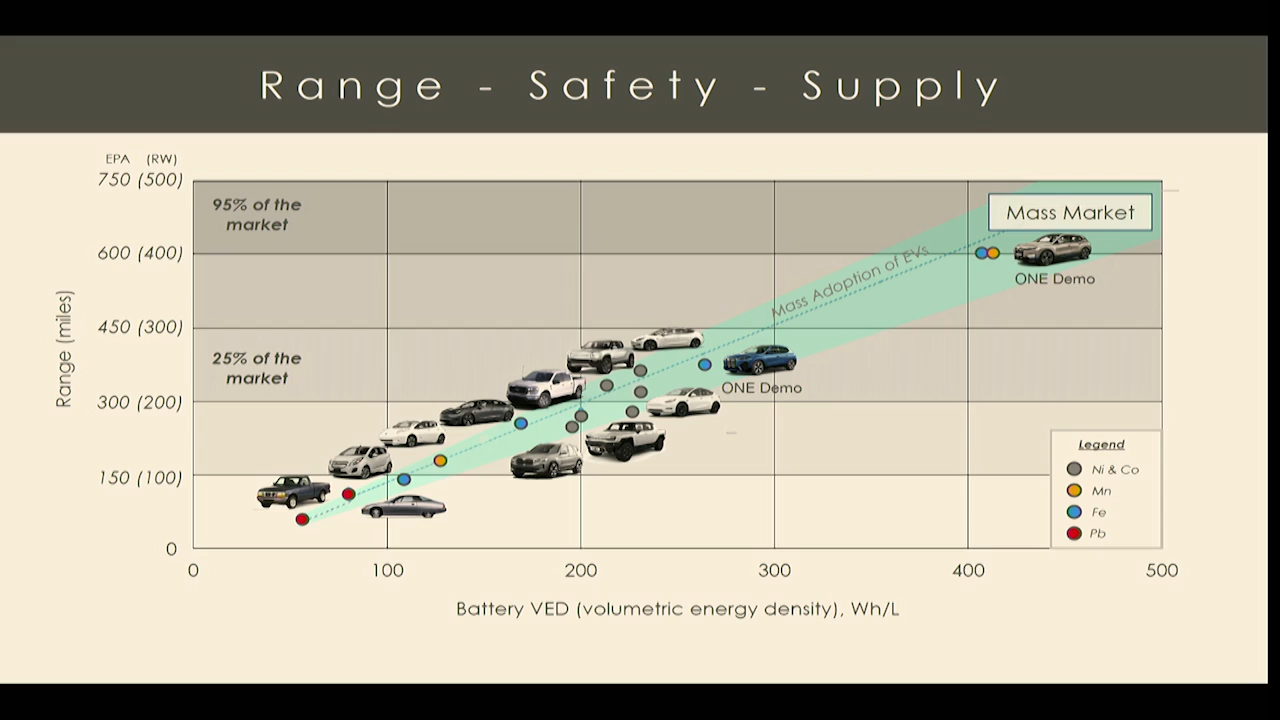 Range - Safety - Supply
EPA (RW)
750 (500)
95% of the
market
Mass Market
600 (400)
Mass Adoption of EVs
ONE Demo
450 (300)
25% of the
market
ONE Demo
Range (miles)
300 (200)
150 (100)
Legend
Ni & Co
Mn
Fe
Pb
0
0 100 200 300 400 500
Battery VED (volumetric energy density), Wh/L